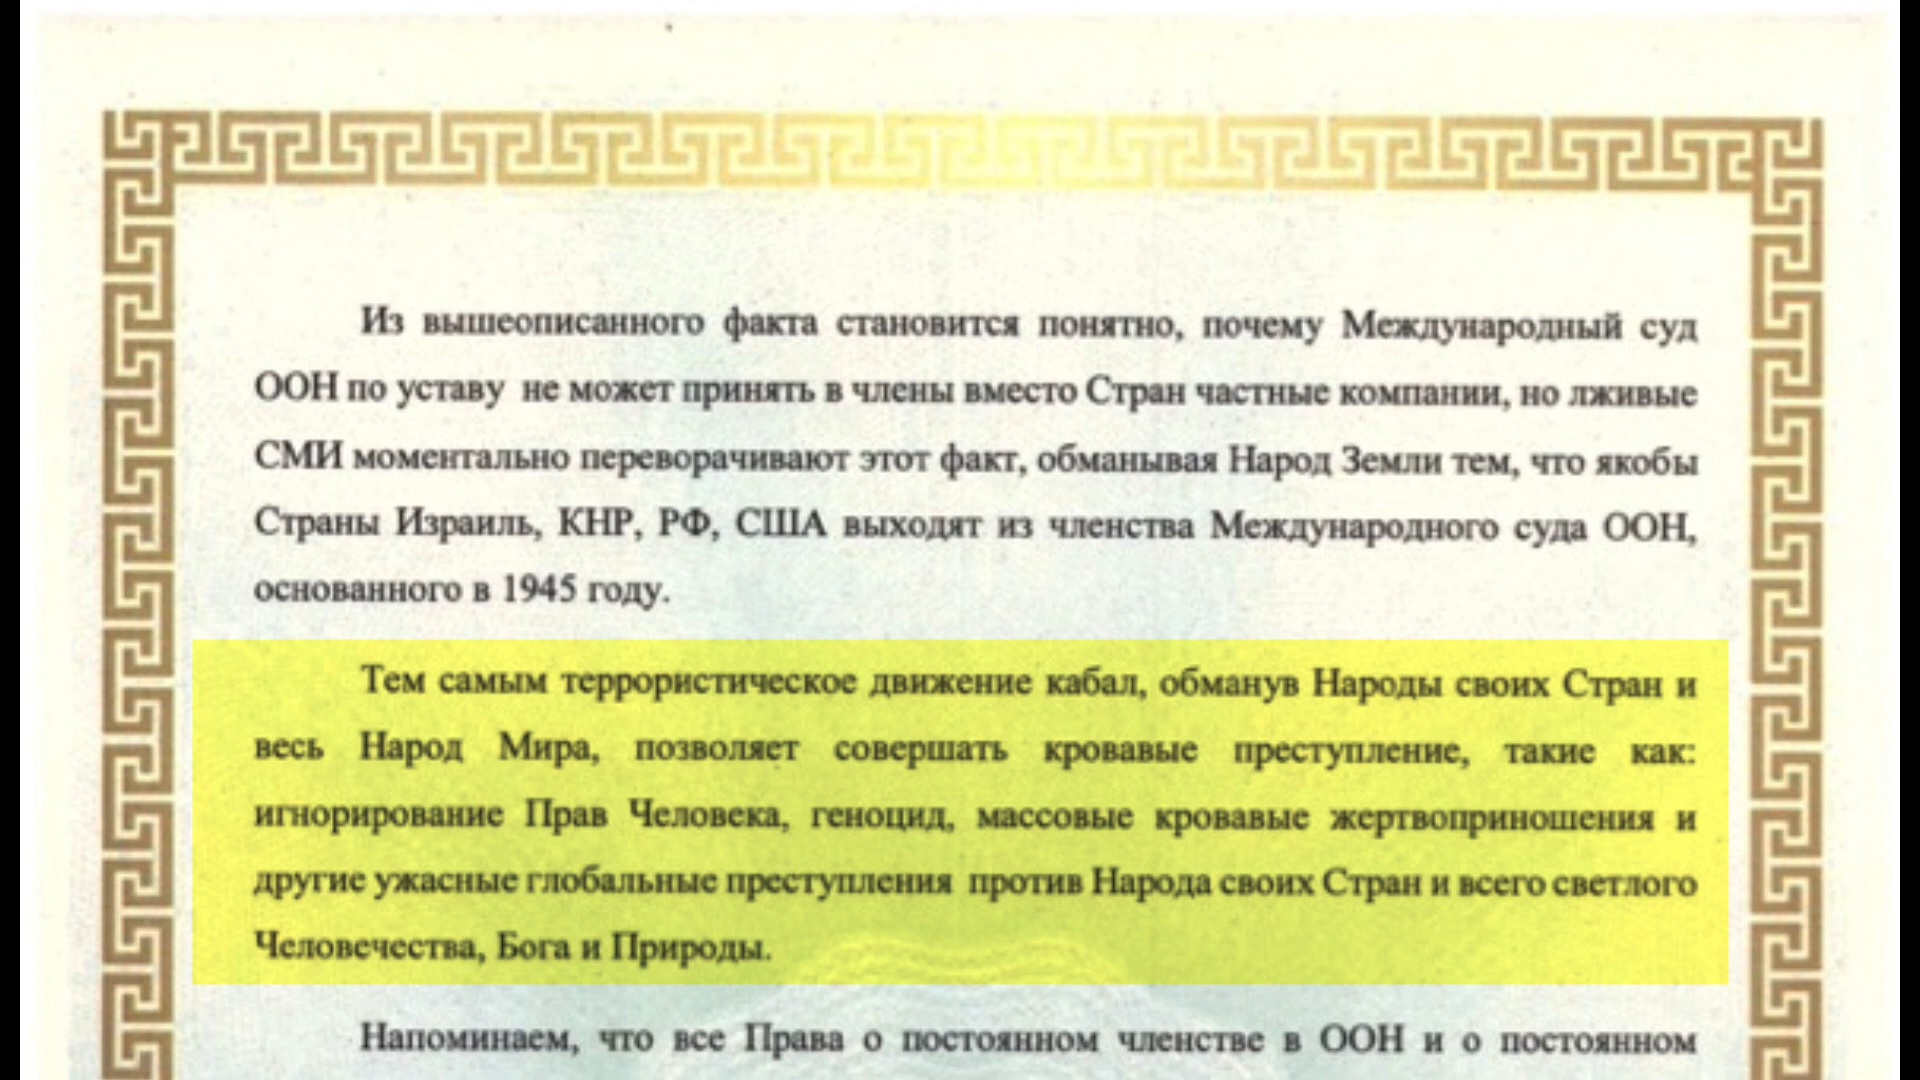 Из вышеописанного факта становится понятно, почему Международный суд
ООН по уставу не может принять в члены вместо Стран частные компании, но лживые
СМИ моментально переворачивают этот факт, обманывая Народ Земли тем, что якобы
Страны Израиль, КНР, РФ, США выходят из членства Международного суда ООН,
основанного в 1945 году.
Тем самым террористическое движение кабал, обманув Народы своих Стран и
весь Народ Мира, позволяет совершать кровавые преступление, такие как:
игнорирование Прав Человека, геноцид, массовые кровавые жертвоприношения и
другие ужасные глобальные преступления против Народа своих Стран и всего светлого
Человечества, Бога и Природы.
Напоминаем, что все Права о постоянном членстве в ООН и о постоянном